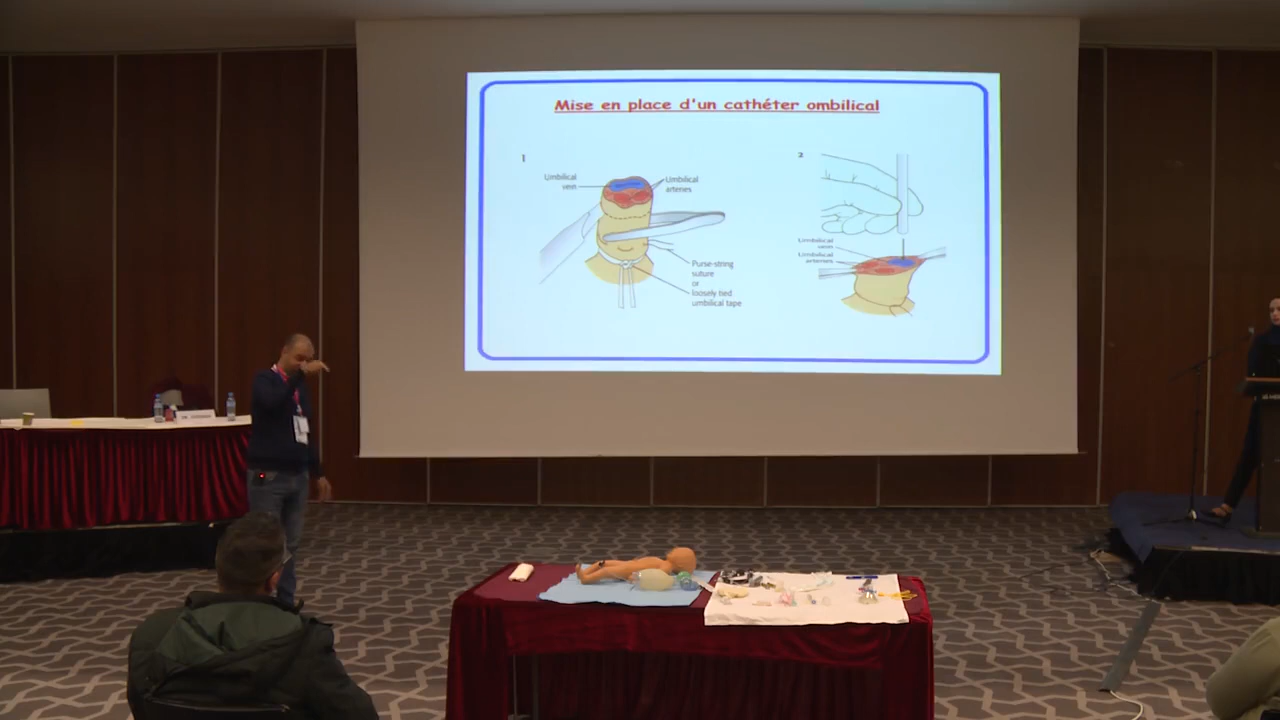 Mise en place d'un cathéter ombilical
1
Umbilical
vein
Umbilical
arteries
Purse-string
suture
or
loosely tied
umbilical tape
2
Umbilical
vein
Umbilical
arteries